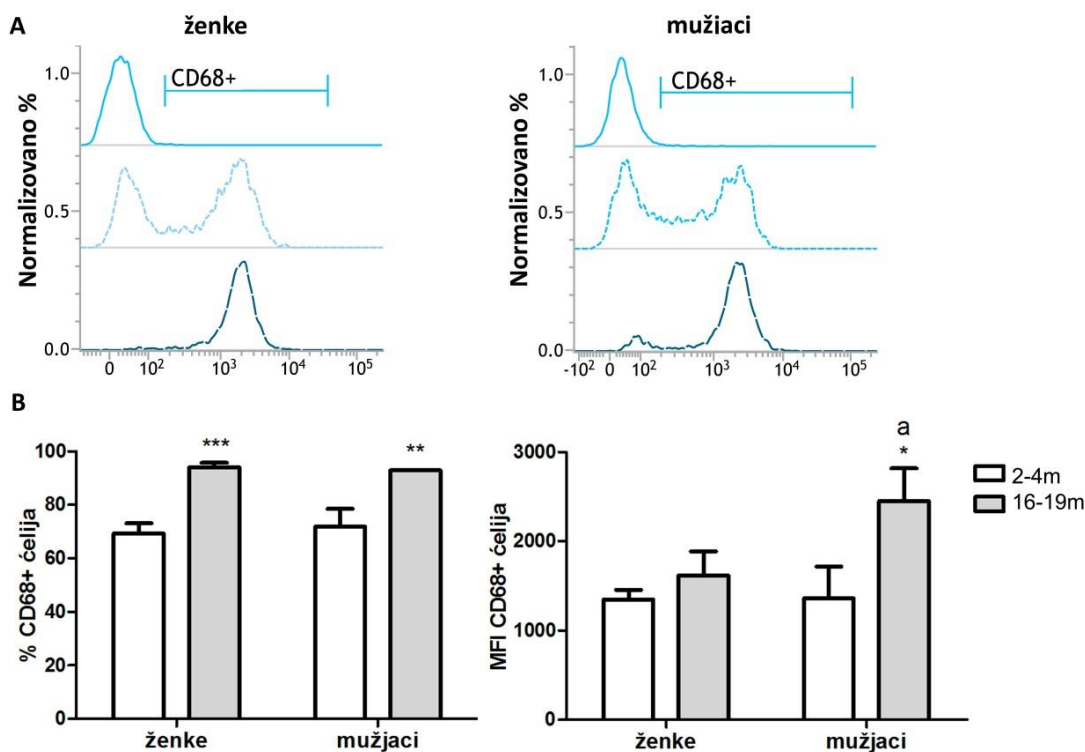 A
ženke
mužjaci
Normalizovano %
1.0
0.5
0.0
CD68+
0 10² 10³ 10⁴ 10⁵
Normalizovano %
1.0
0.5
0.0
CD68+
-10² 0 10² 10³ 10⁴ 10⁵
B
% CD68+ ćelija
100
80
60
40
20
0
***
**
ženke mužjaci
MFI CD68+ ćelija
3000
2000
1000
0
a
*
ženke mužjaci
2-4m
16-19m